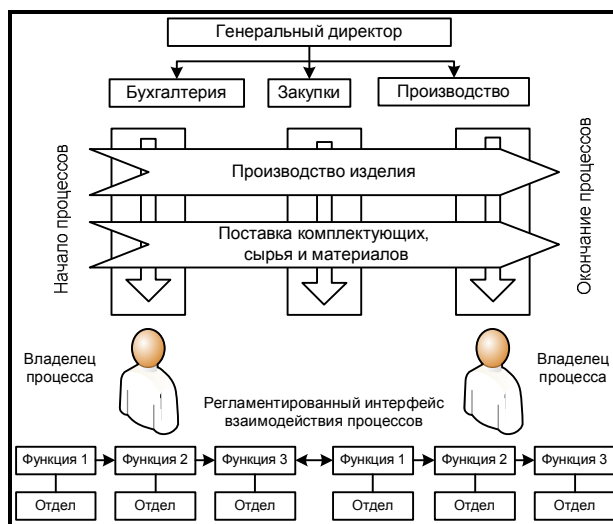 Генеральный директор
Бухгалтерия
Закупки
Производство
Начало процессов
Производство изделия
Поставка комплектующих,
сырья и материалов
Окончание процессов
Владелец
процесса
Владелец
процесса
Регламентированный интерфейс
взаимодействия процессов
Функция 1
Функция 2
Функция 3
Функция 1
Функция 2
Функция 3
Отдел
Отдел
Отдел
Отдел
Отдел
Отдел